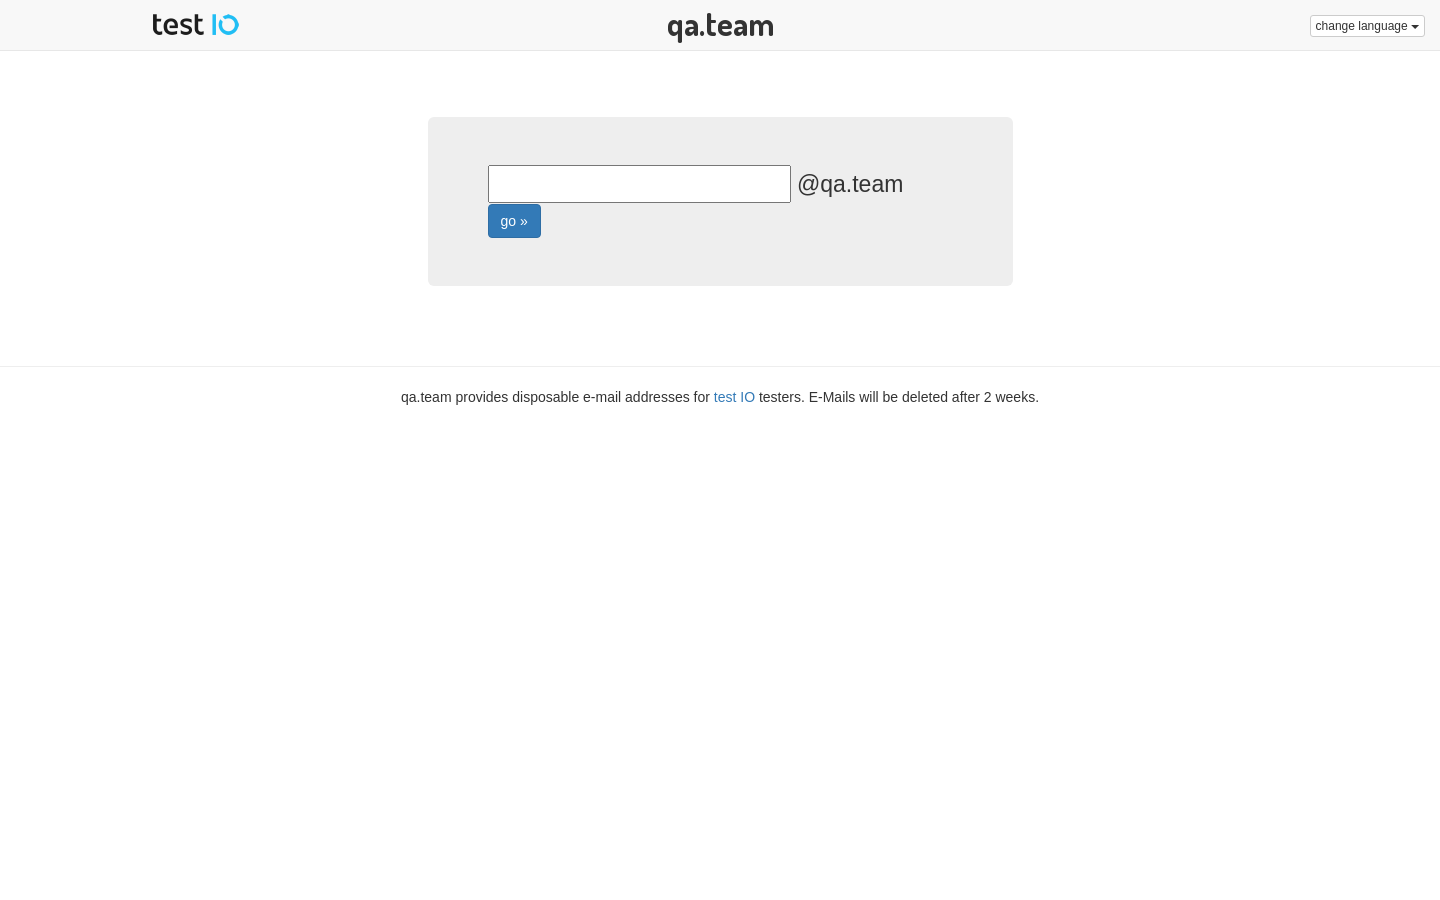 test IO
qa.team
change language
@qa.team
go »
qa.team provides disposable e-mail addresses for test IO testers. E-Mails will be deleted after 2 weeks.